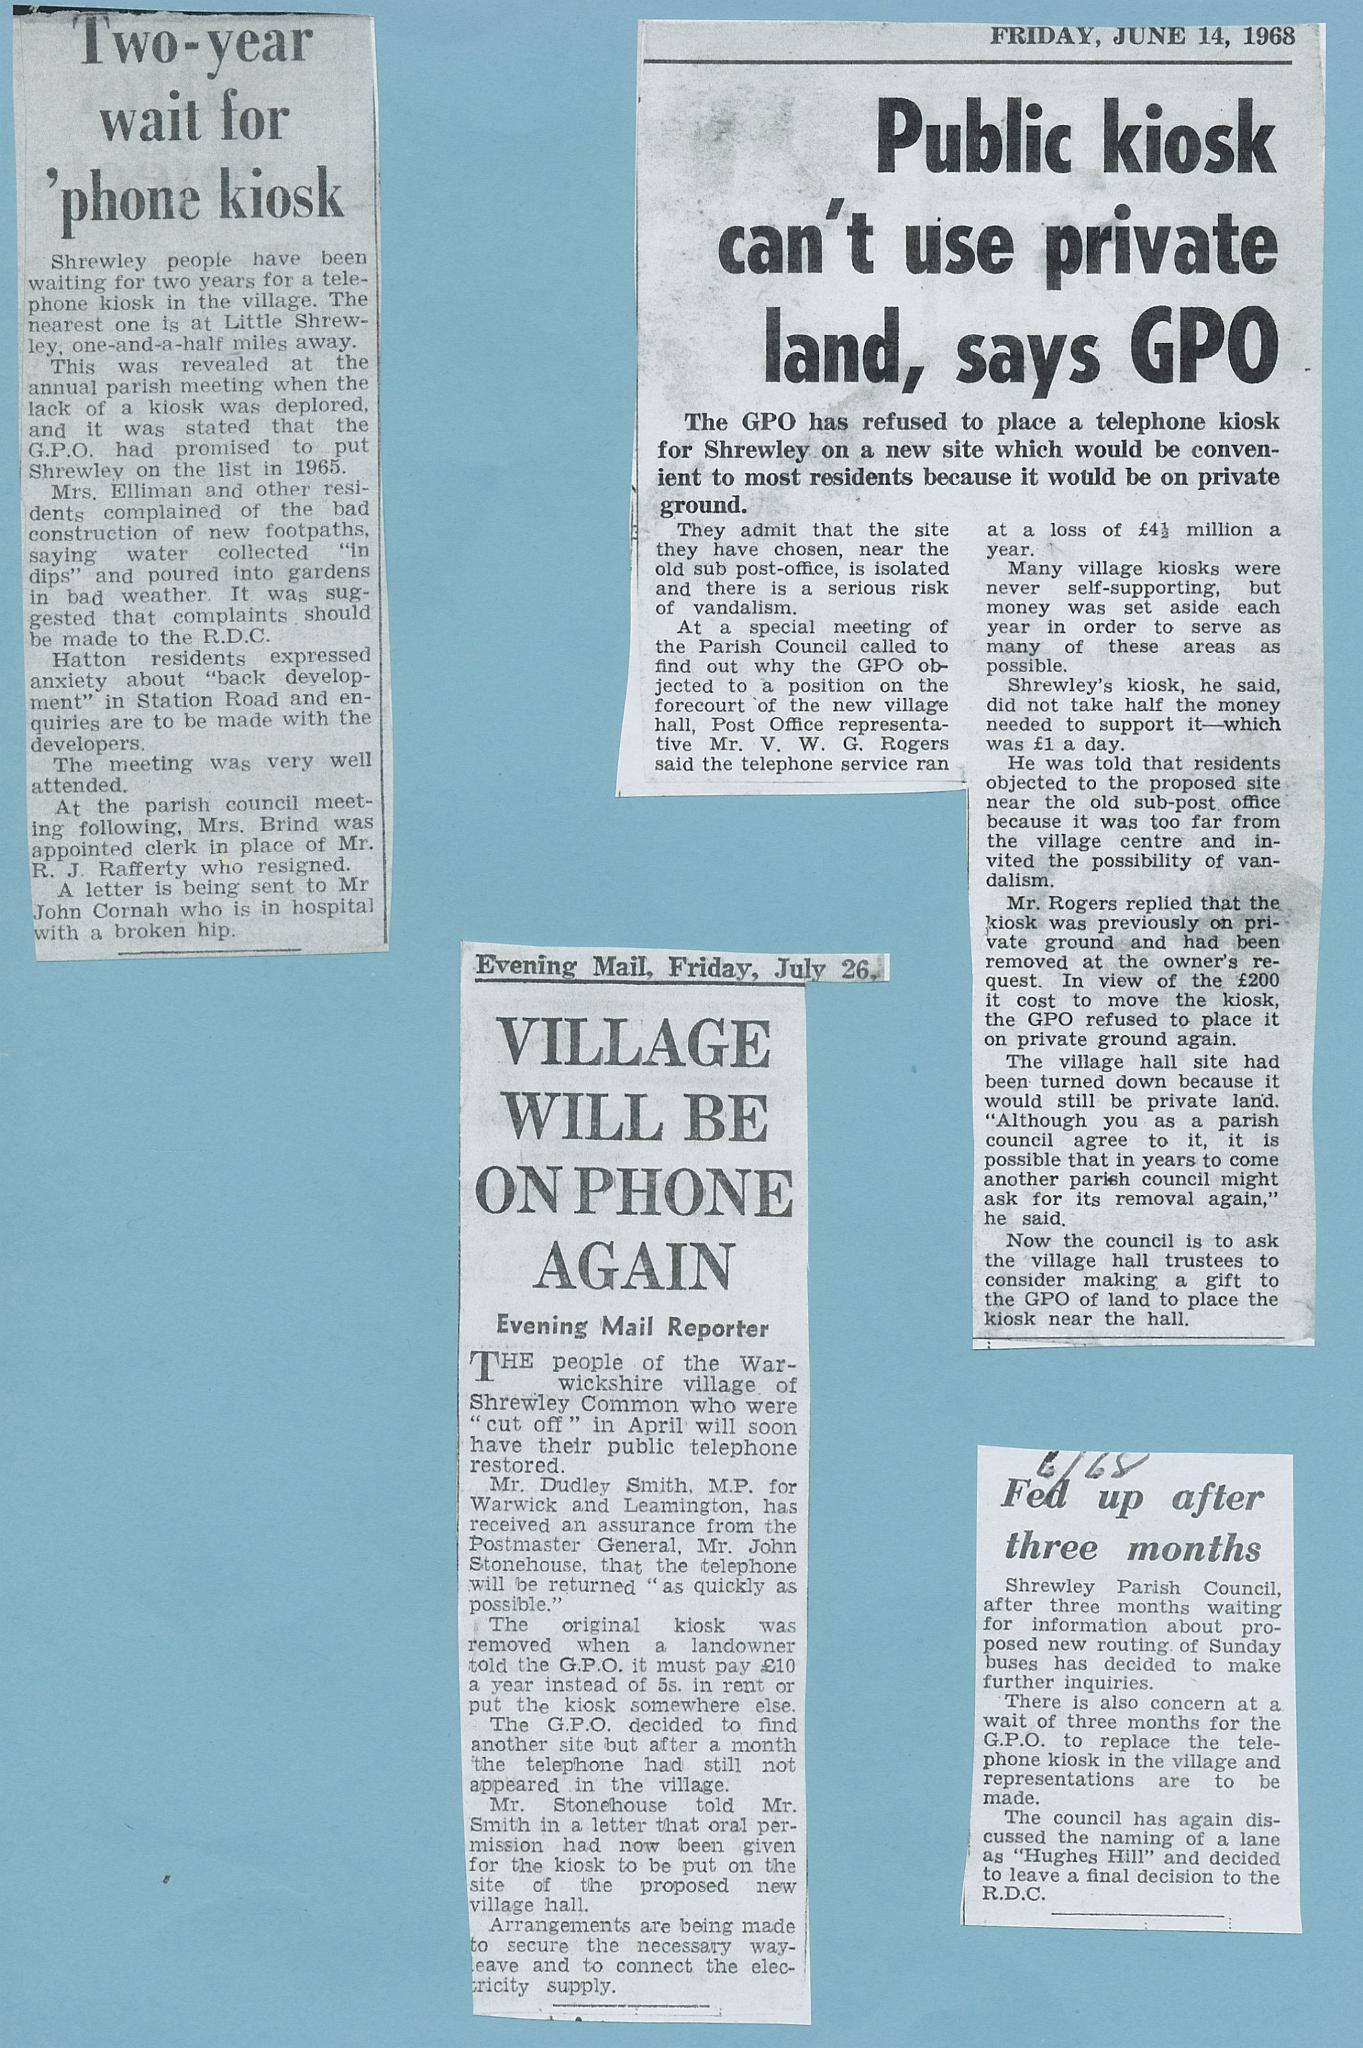 Two-year
wait for
'phone kiosk
Shrewley people have been
waiting for two years for a tele-
phone kiosk in the village. The
nearest one is at Little Shrew-
ley, one-and-a-half miles away.
This was revealed at the
annual parish meeting when the
lack of a kiosk was deplored,
and it was stated that the
G.P.O. had promised to put
Shrewley on the list in 1965.
Mrs. Elliman and other resi-
dents complained of the bad
construction of new footpaths,
saying water collected "in
dips" and poured into gardens
in bad weather. It was sug-
gested that complaints should
be made to the R.D.C.
Hatton residents expressed
anxiety about "back develop-
ment" in Station Road and en-
quiries are to be made with the
developers.
The meeting was very well
attended.
At the parish council meet-
ing following, Mrs. Brind was
appointed clerk in place of Mr.
R. J. Rafferty who resigned.
A letter is being sent to Mr
John Cornah who is in hospital
with a broken hip.
FRIDAY, JUNE 14, 1968
Public kiosk
can't use private
land, says GPO
The GPO has refused to place a telephone kiosk
for Shrewley on a new site which would be conven-
ient to most residents because it would be on private
ground.
They admit that the site
they have chosen, near the
old sub post-office, is isolated
and there is a serious risk
of vandalism.
At a special meeting of
the Parish Council called to
find out why the GPO ob-
jected to a position on the
forecourt of the new village
hall, Post Office representa-
tive Mr. V. W. G. Rogers
said the telephone service ran
at a loss of £4½ million a
year.
Many village kiosks were
never self-supporting, but
money was set aside each
year in order to serve as
many of these areas as
possible.
Shrewley's kiosk, he said,
did not take half the money
needed to support it—which
was £1 a day.
He was told that residents
objected to the proposed site
near the old sub-post office
because it was too far from
the village centre and in-
vited the possibility of van-
dalism.
Mr. Rogers replied that the
kiosk was previously on pri-
vate ground and had been
removed at the owner's re-
quest. In view of the £200
it cost to move the kiosk,
the GPO refused to place it
on private ground again.
The village hall site had
been turned down because it
would still be private land.
"Although you as a parish
council agree to it, it is
possible that in years to come
another parish council might
ask for its removal again,"
he said.
Now the council is to ask
the village hall trustees to
consider making a gift to
the GPO of land to place the
kiosk near the hall.
Evening Mail, Friday, July 26,
VILLAGE
WILL BE
ON PHONE
AGAIN
Evening Mail Reporter
THE people of the War-
wickshire village of
Shrewley Common who were
"cut off" in April will soon
have their public telephone
restored.
Mr. Dudley Smith, M.P. for
Warwick and Leamington, has
received an assurance from the
Postmaster General, Mr. John
Stonehouse, that the telephone
will be returned "as quickly as
possible."
The original kiosk was
removed when a landowner
told the G.P.O. it must pay £10
a year instead of 5s. in rent or
put the kiosk somewhere else.
The G.P.O. decided to find
another site but after a month
the telephone had still not
appeared in the village.
Mr. Stonehouse told Mr.
Smith in a letter that oral per-
mission had now been given
for the kiosk to be put on the
site of the proposed new
village hall.
Arrangements are being made
to secure the necessary way-
eave and to connect the elec-
tricity supply.
6/68
Fed up after
three months
Shrewley Parish Council,
after three months waiting
for information about pro-
posed new routing of Sunday
buses has decided to make
further inquiries.
There is also concern at a
wait of three months for the
G.P.O. to replace the tele-
phone kiosk in the village and
representations are to be
made.
The council has again dis-
cussed the naming of a lane
as "Hughes Hill" and decided
to leave a final decision to the
R.D.C.